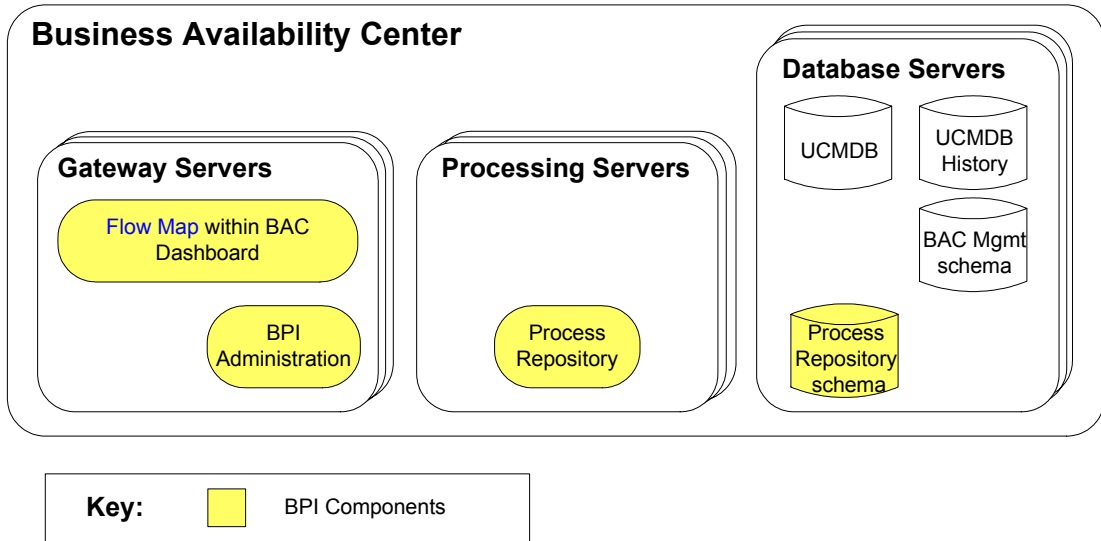 Business Availability Center
Gateway Servers
Flow Map within BAC
Dashboard
BPI
Administration
Processing Servers
Process
Repository
Database Servers
UCMDB
UCMDB
History
BAC Mgmt
schema
Process
Repository
schema
Key:
BPI Components